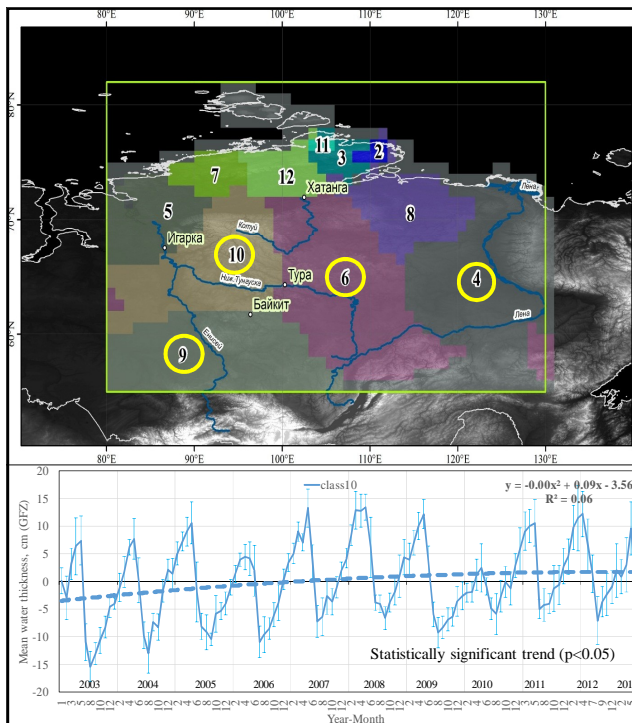 80°E 90°E 100°E 110°E 120°E 130°E
80°N
11
2
3
7
12
Хатанга
Лена
5
8
70°N
Котуй
Игарка
10
Тура
6
4
Ниж. Тунгуска
Байкит
Лена
60°N
Енисей
9
80°E 90°E 100°E 110°E 120°E 130°E
20
15
10
5
0
-5
-10
-15
-20
Mean water thickness, cm (GFZ)
class10
y = -0.00x² + 0.09x - 3.56
R² = 0.06
Statistically significant trend (p<0.05)
2003 2004 2005 2006 2007 2008 2009 2010 2011 2012 201
Year-Month